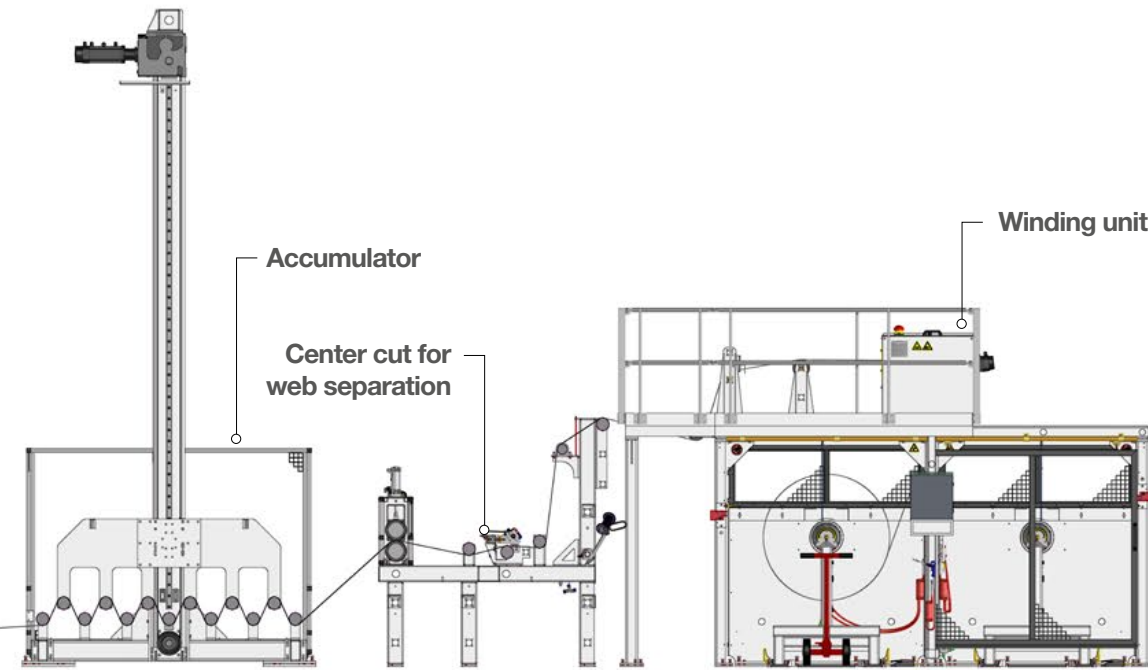 Winding unit
Accumulator
Center cut for
web separation